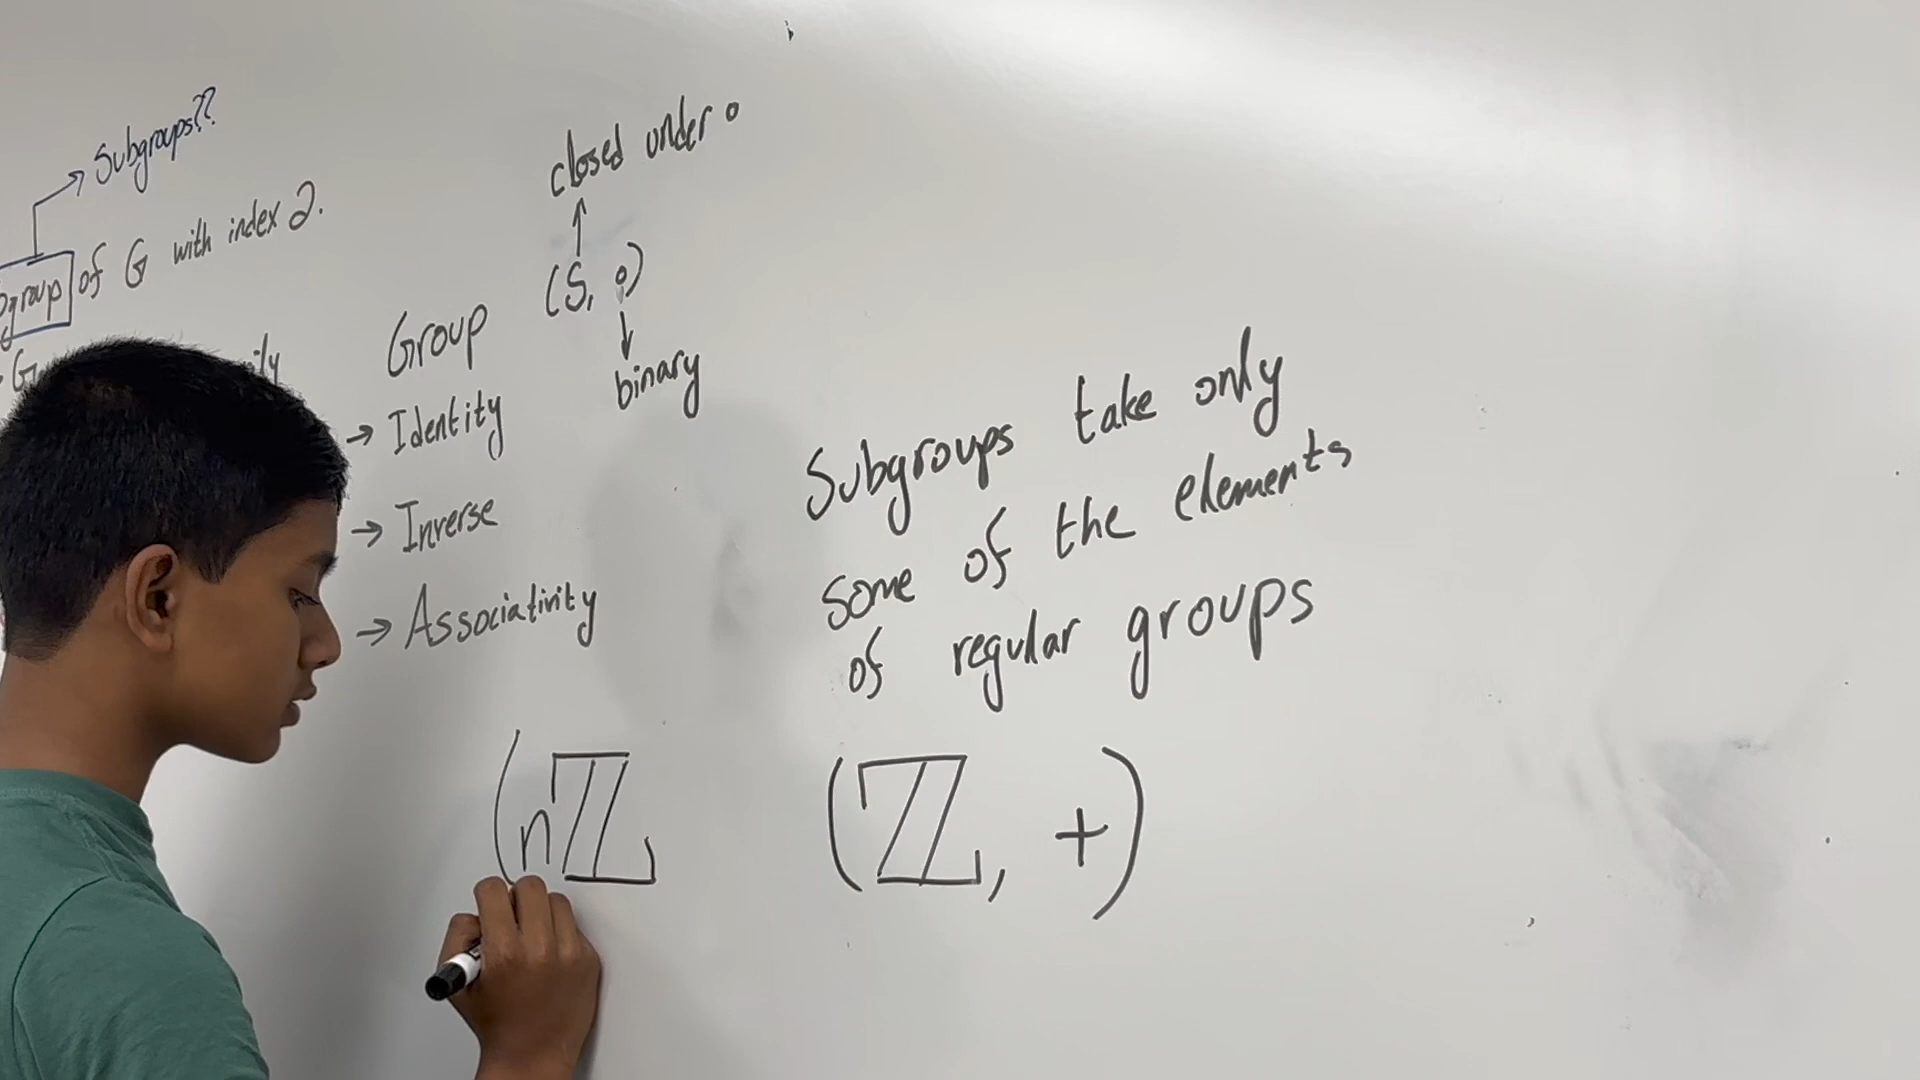 Subgroups??
of G with index 2.
closed under ∘
(S, ∘)
binary
Group
→ Identity
→ Inverse
→ Associativity
Subgroups take only
some of the elements
of regular groups
(nℤ
(ℤ, +)